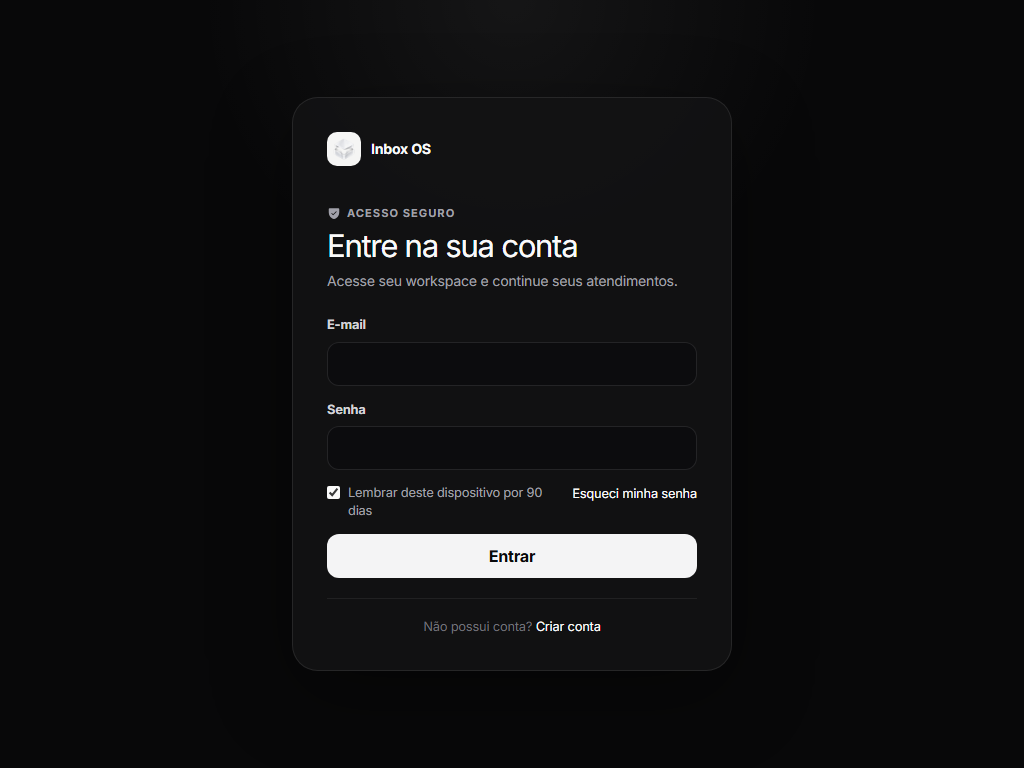 Inbox OS
ACESSO SEGURO
Entre na sua conta
Acesse seu workspace e continue seus atendimentos.
E-mail
Senha
Lembrar deste dispositivo por 90
dias
Esqueci minha senha
Entrar
Não possui conta? Criar conta